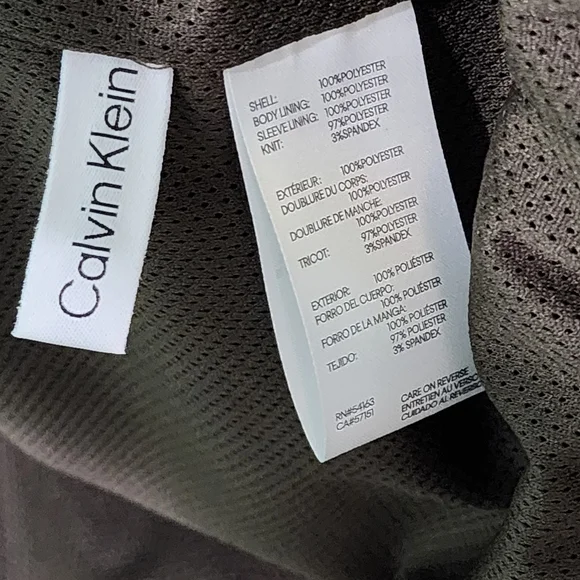 Calvin Klein
SHELL: 100%POLYESTER
BODY LINING: 100%POLYESTER
SLEEVE LINING: 100%POLYESTER
KNIT: 97%POLYESTER
3%SPANDEX
EXTÉRIEUR: 100%POLYESTER
DOUBLURE DU CORPS:
100%POLYESTER
DOUBLURE DE MANCHE:
100%POLYESTER
TRICOT: 97%POLYESTER
3%SPANDEX
EXTERIOR: 100% POLIÉSTER
FORRO DEL CUERPO:
100% POLIÉSTER
FORRO DE LA MANGA:
100% POLIÉSTER
TEJIDO: 97% POLIESTER
3% SPANDEX
RN#54163 CARE ON REVERSE
CA#57151 ENTRETIEN AU VERSO
CUIDADO AL REVERSO